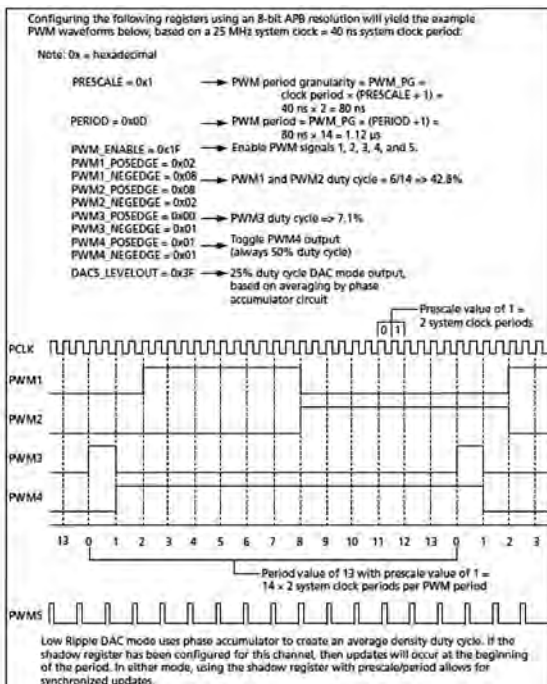 Configuring the following registers using an 8-bit APB resolution will yield the example
PWM waveforms below, based on a 25 MHz system clock = 40 ns system clock period:
Note: 0x = hexadecimal
PRESCALE = 0x1
PWM period granularity = PWM_PG =
clock period × (PRESCALE + 1) =
40 ns × 2 = 80 ns
PERIOD = 0x0D
PWM period = PWM_PG × (PERIOD +1) =
80 ns × 14 = 1.12 µs
PWM_ENABLE = 0x1F
Enable PWM signals 1, 2, 3, 4, and 5.
PWM1_POSEDGE = 0x02
PWM1_NEGEDGE = 0x08
PWM2_POSEDGE = 0x08
PWM2_NEGEDGE = 0x02
PWM1 and PWM2 duty cycle = 6/14 => 42.8%
PWM3_POSEDGE = 0x00
PWM3_NEGEDGE = 0x01
PWM3 duty cycle => 7.1%
PWM4_POSEDGE = 0x01
PWM4_NEGEDGE = 0x01
Toggle PWM4 output
(always 50% duty cycle)
DAC5_LEVELOUT = 0x3F
25% duty cycle DAC mode output,
based on averaging by phase
accumulator circuit
Prescale value of 1 =
2 system clock periods
0 1
PCLK
PWM1
PWM2
PWM3
PWM4
13 0 1 2 3 4 5 6 7 8 9 10 11 12 13 0 1 2 3
Period value of 13 with prescale value of 1 =
14 × 2 system clock periods per PWM period
PWM5
Low Ripple DAC mode uses phase accumulator to create an average density duty cycle. If the
shadow register has been configured for this channel, then updates will occur at the beginning
of the period. In either mode, using the shadow register with prescale/period allows for
synchronized updates.